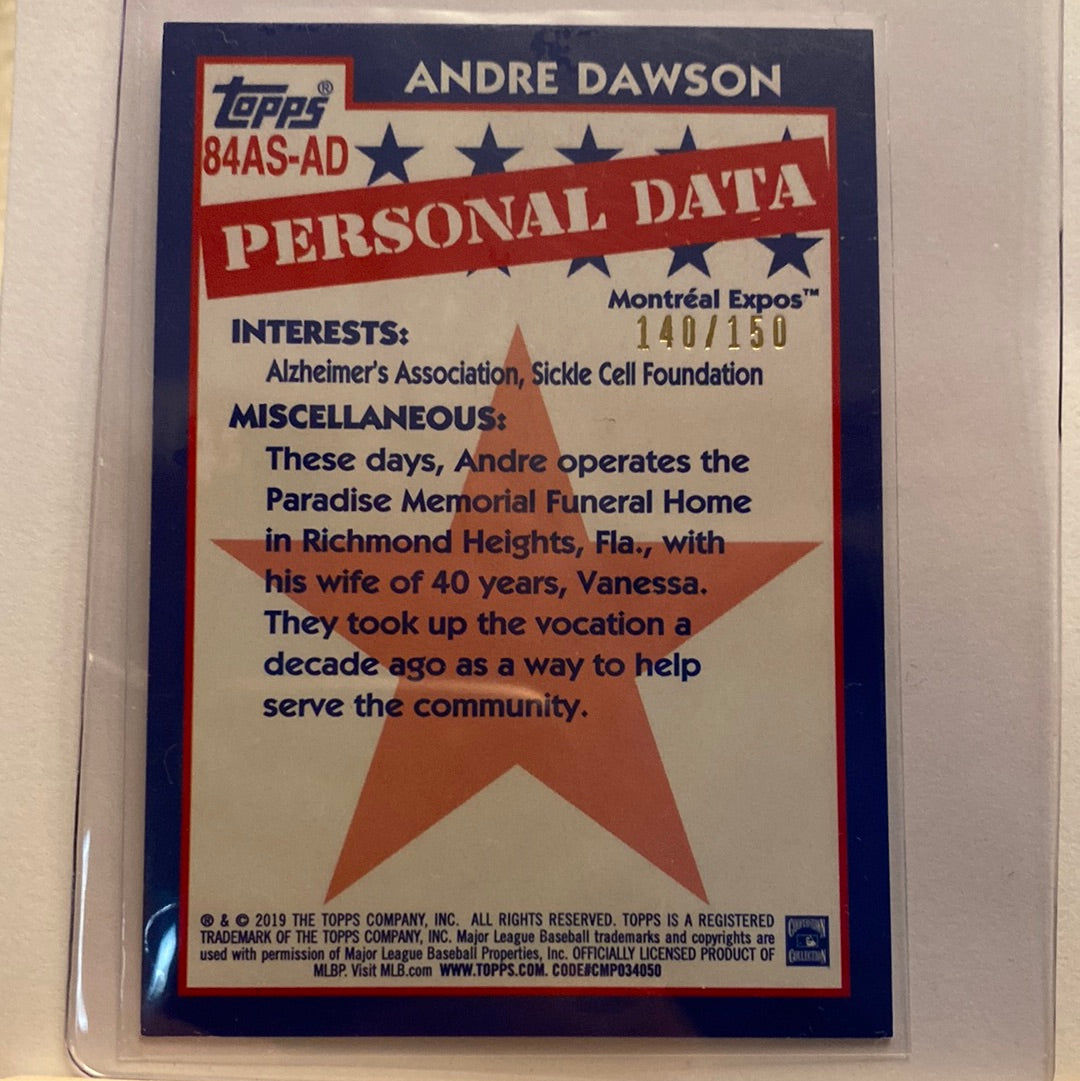 ANDRE DAWSON
Topps®
84AS-AD
PERSONAL DATA
Montréal Expos™
140/150
INTERESTS:
Alzheimer's Association, Sickle Cell Foundation
MISCELLANEOUS:
These days, Andre operates the
Paradise Memorial Funeral Home
in Richmond Heights, Fla., with
his wife of 40 years, Vanessa.
They took up the vocation a
decade ago as a way to help
serve the community.
® & © 2019 THE TOPPS COMPANY, INC. ALL RIGHTS RESERVED. TOPPS IS A REGISTERED
TRADEMARK OF THE TOPPS COMPANY, INC. Major League Baseball trademarks and copyrights are
used with permission of Major League Baseball Properties, Inc. OFFICIALLY LICENSED PRODUCT OF
MLBP. Visit MLB.com WWW.TOPPS.COM. CODE#CMP034050
COOPERSTOWN
COLLECTION